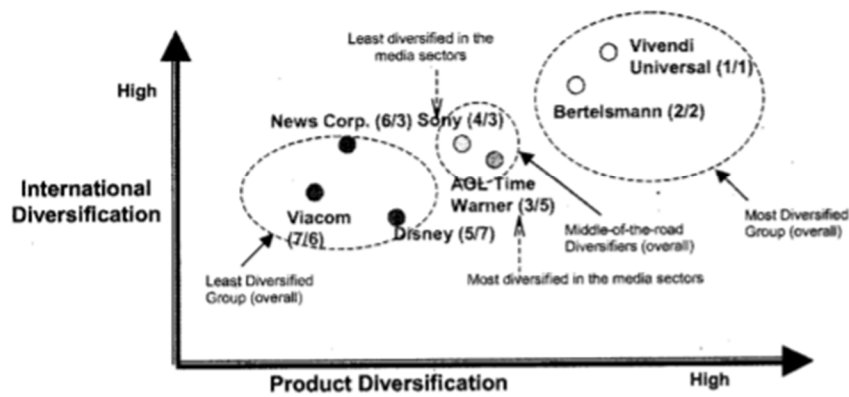 Least diversified in the
media sectors
Vivendi
Universal (1/1)
High
Bertelsmann (2/2)
News Corp. (6/3) Sony (4/3)
International
Diversification
AOL Time
Warner (3/5)
Viacom
(7/6)
Disney (5/7)
Middle-of-the-road
Diversifiers (overall)
Most Diversified
Group (overall)
Least Diversified
Group (overall)
Most diversified in the media sectors
Product Diversification
High